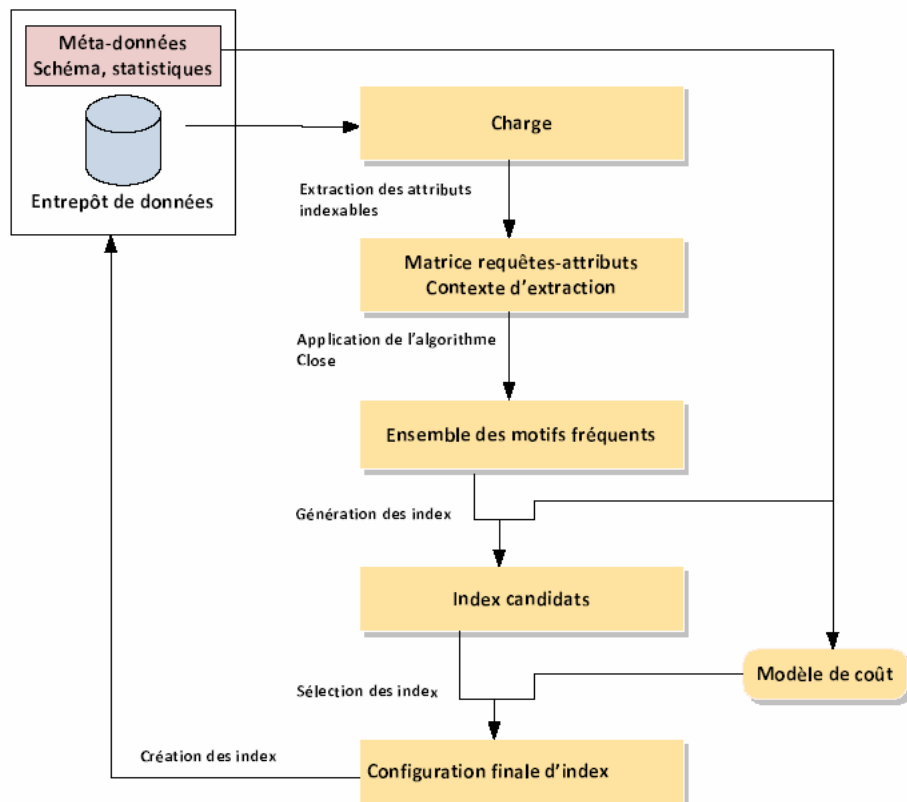 Méta-données
Schéma, statistiques
Entrepôt de données
Charge
Extraction des attributs
indexables
Matrice requêtes-attributs
Contexte d'extraction
Application de l'algorithme
Close
Ensemble des motifs fréquents
Génération des index
Index candidats
Modèle de coût
Sélection des index
Création des index
Configuration finale d'index